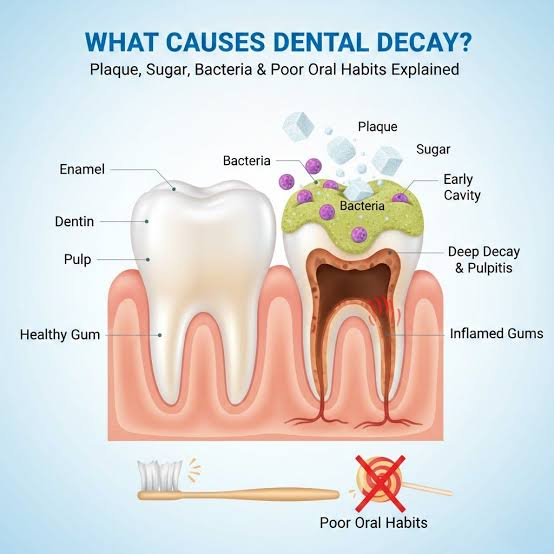 WHAT CAUSES DENTAL DECAY?
Plaque, Sugar, Bacteria & Poor Oral Habits Explained
Plaque
Sugar
Bacteria
Enamel
Early
Cavity
Bacteria
Dentin
Deep Decay
& Pulpitis
Pulp
Healthy Gum
Inflamed Gums
Poor Oral Habits